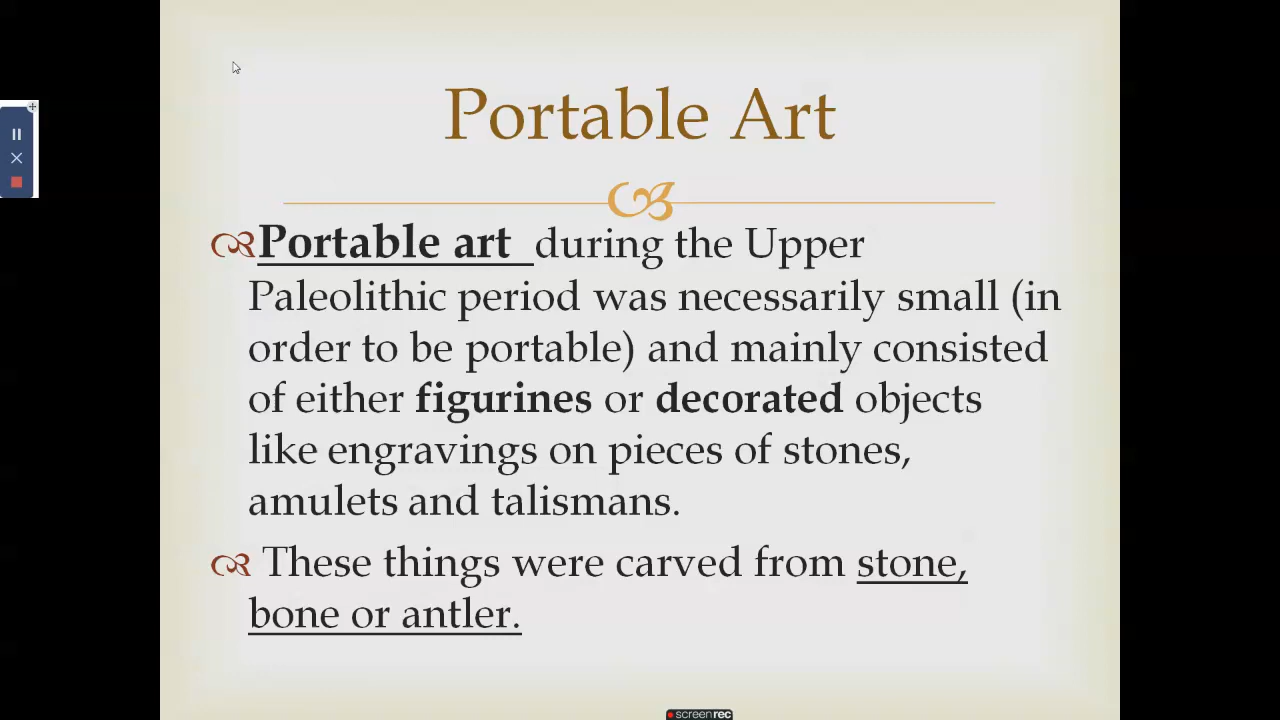 Portable Art
Portable art during the Upper
Paleolithic period was necessarily small (in
order to be portable) and mainly consisted
of either figurines or decorated objects
like engravings on pieces of stones,
amulets and talismans.
These things were carved from stone,
bone or antler.
screenrec